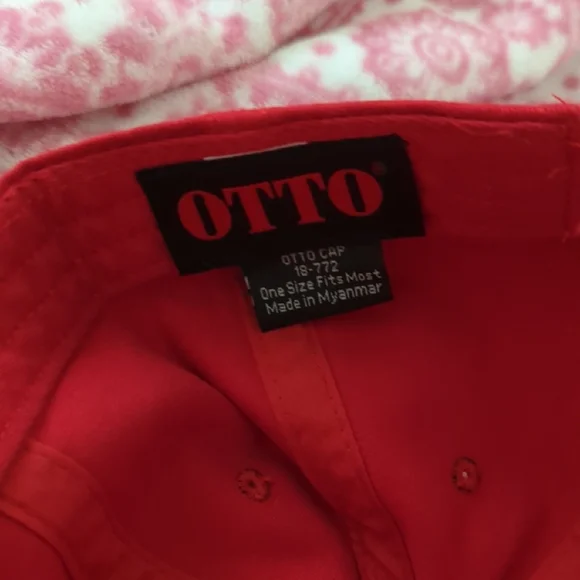 OTTO®
OTTO CAP
18-772
One Size Fits Most
Made in Myanmar